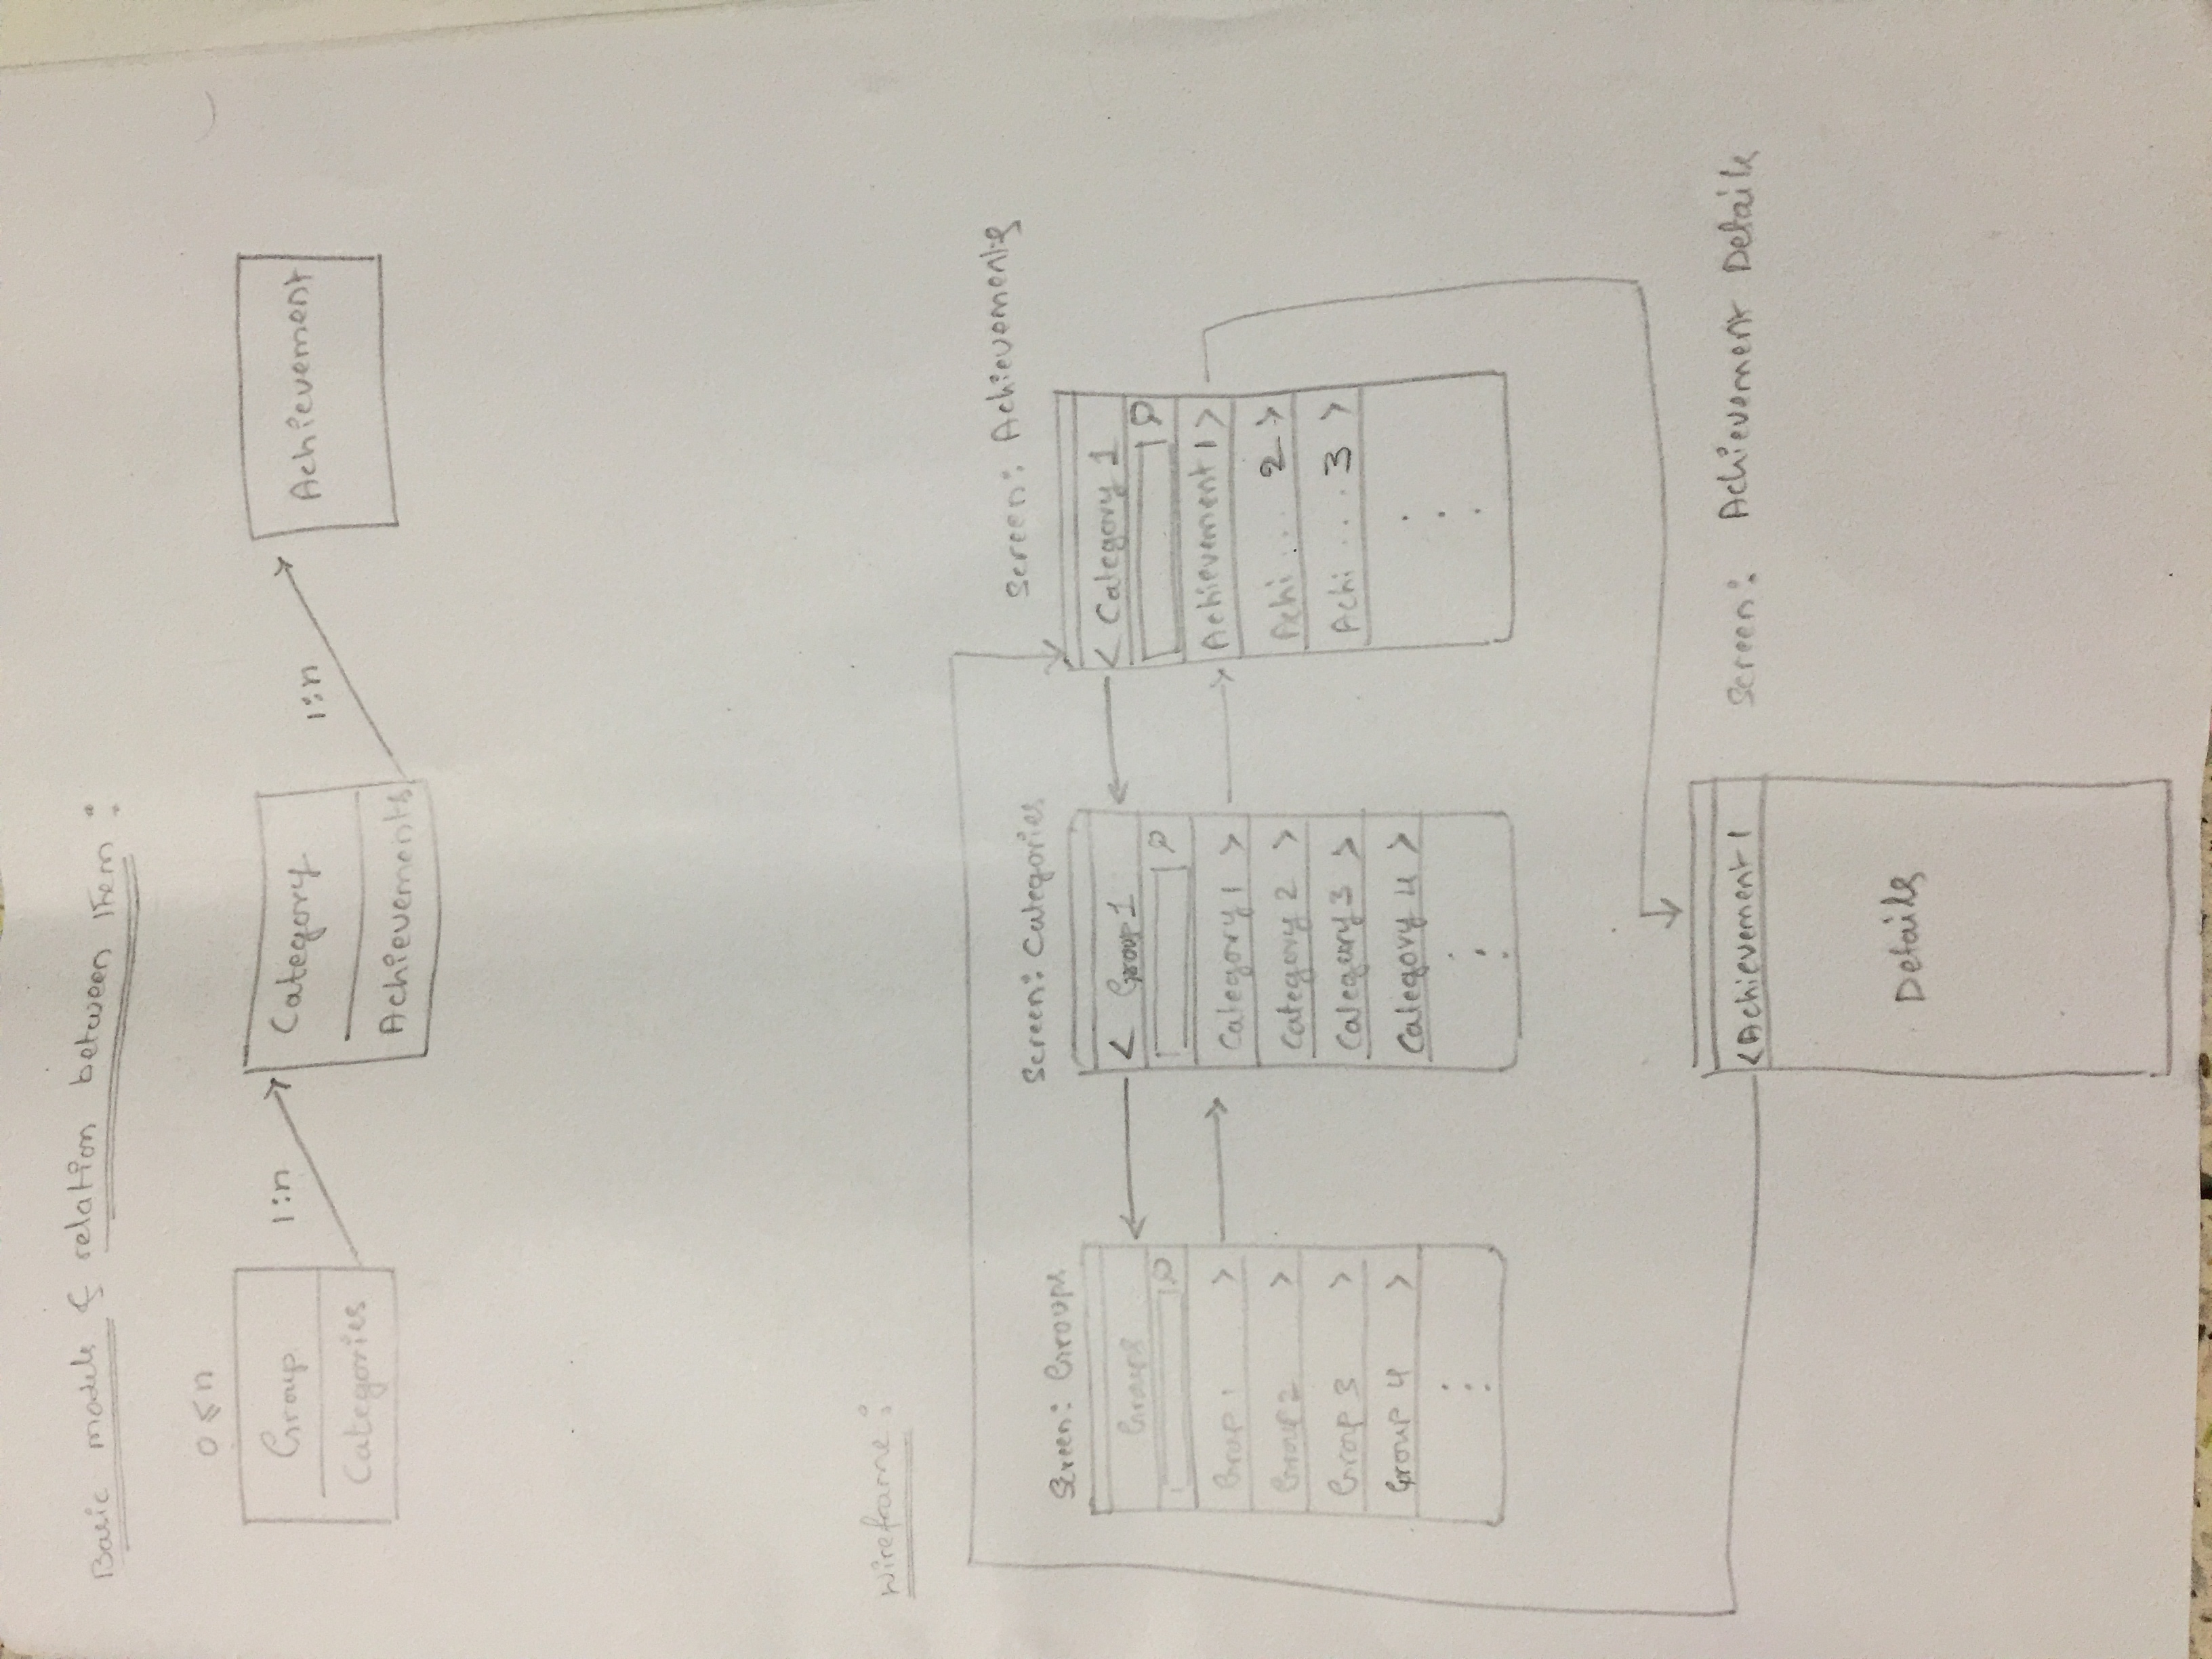 Basic models & relation between them :
0 ≤ n
Group
Categories
1:n
Category
Achievements
1:n
Achievement
Wireframe :
Screen: Groups
Groups
Group 1 >
Group 2 >
Group 3 >
Group 4 >
Screen: Categories
< Group 1
Category 1 >
Category 2 >
Category 3 >
Category 4 >
Screen: Achievements
< Category 1
Achievement 1 >
Achi ... 2 >
Achi ... 3 >
< Achievement 1
Details
Screen: Achievement Details